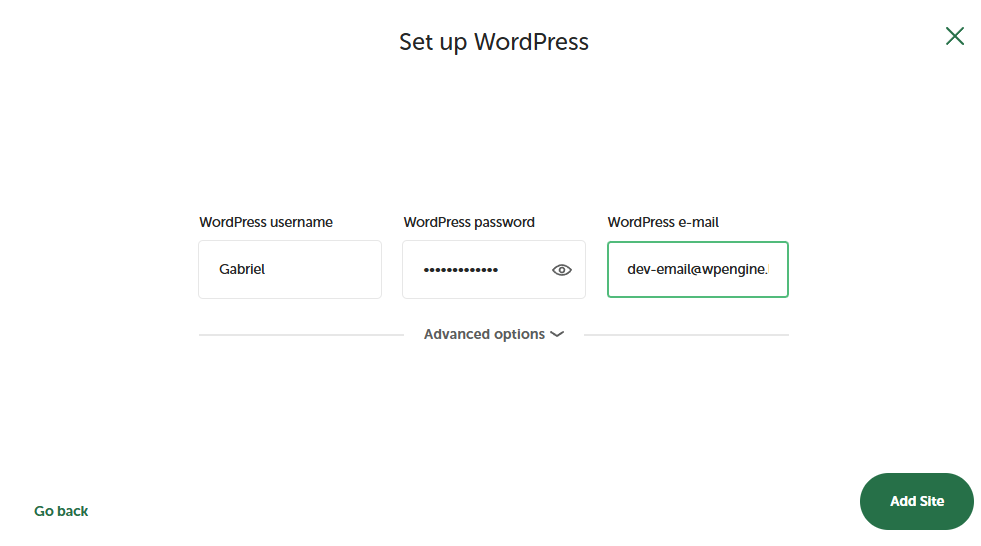 Set up WordPress
WordPress username WordPress password WordPress e-mail
Gabriel ••••••••••••• dev-email@wpengine.
Advanced options
Go back
Add Site